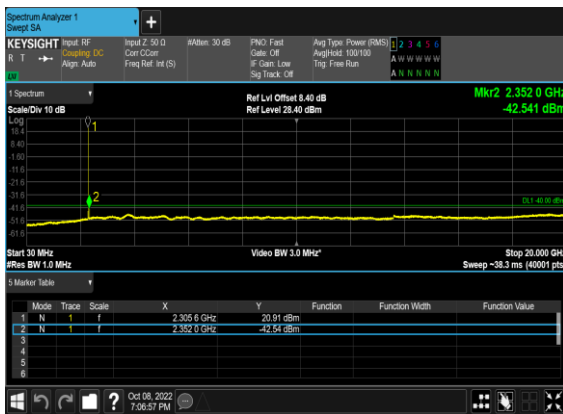 Spectrum Analyzer 1
Swept SA
KEYSIGHT
R T
Input: RF
Coupling: DC
Align: Auto
Input Z: 50 Ω
Corr CCorr
Freq Ref: Int (S)
#Atten: 30 dB
PNO: Fast
Gate: Off
IF Gain: Low
Sig Track: Off
Avg Type: Power (RMS)
Avg|Hold: 100/100
Trig: Free Run
1 2 3 4 5 6
A W W W W W
A N N N N N
1 Spectrum
Scale/Div 10 dB
Ref Lvl Offset 8.40 dB
Ref Level 28.40 dBm
Mkr2 2.352 0 GHz
-42.541 dBm
Log
18.4
8.40
-1.60
-11.6
-21.6
-31.6
-41.6
-51.6
-61.6
1
2
DL1 -40.00 dBm
Start 30 MHz
#Res BW 1.0 MHz
Video BW 3.0 MHz*
Stop 20.000 GHz
Sweep ~38.3 ms (40001 pts)
5 Marker Table
Mode Trace Scale X Y Function Function Width Function Value
1 N 1 f 2.305 6 GHz 20.91 dBm
2 N 1 f 2.352 0 GHz -42.54 dBm
3
4
5
6
?
Oct 08, 2022
7:06:57 PM